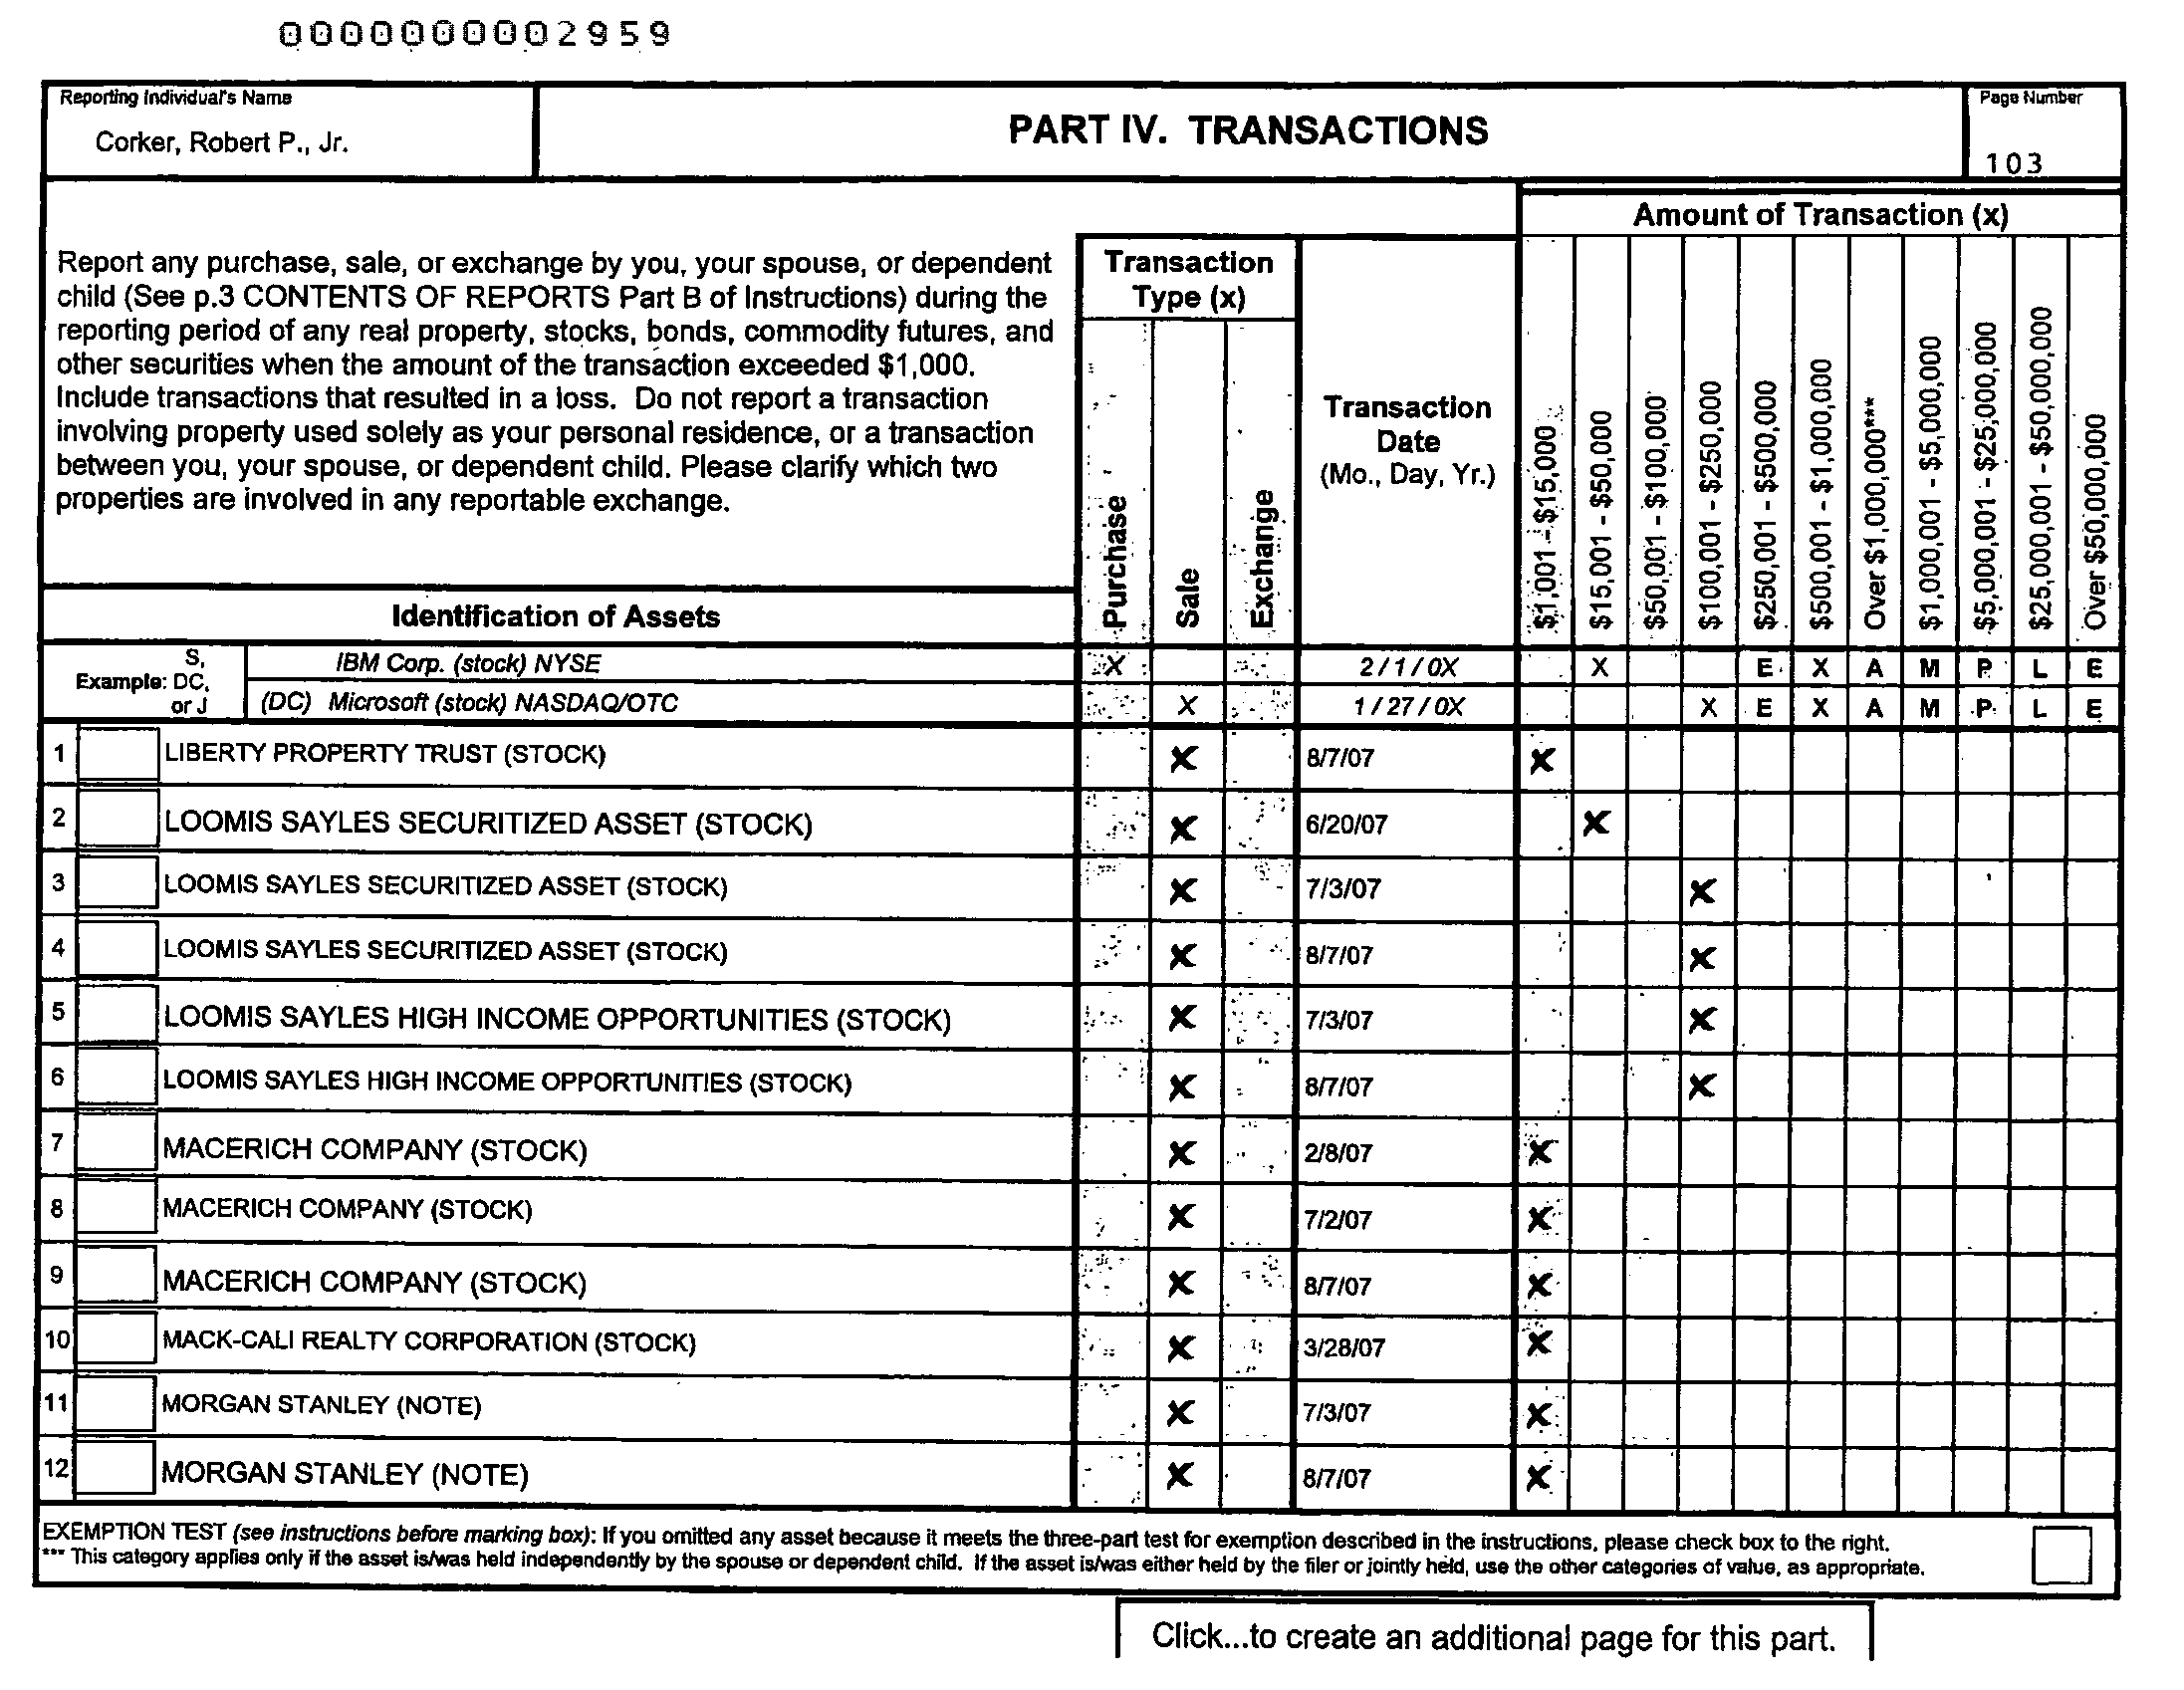 0000000002959
Reporting Individual's Name
Corker, Robert P., Jr.
PART IV. TRANSACTIONS
Page Number
103
Report any purchase, sale, or exchange by you, your spouse, or dependent
child (See p.3 CONTENTS OF REPORTS Part B of Instructions) during the
reporting period of any real property, stocks, bonds, commodity futures, and
other securities when the amount of the transaction exceeded $1,000.
Include transactions that resulted in a loss. Do not report a transaction
involving property used solely as your personal residence, or a transaction
between you, your spouse, or dependent child. Please clarify which two
properties are involved in any reportable exchange.
Identification of Assets
Transaction
Type (x)
Purchase
Sale
Exchange
Transaction
Date
(Mo., Day, Yr.)
Amount of Transaction (x)
$1,001 - $15,000
$15,001 - $50,000
$50,001 - $100,000
$100,001 - $250,000
$250,001 - $500,000
$500,001 - $1,000,000
Over $1,000,000***
$1,000,001 - $5,000,000
$5,000,001 - $25,000,000
$25,000,001 - $50,000,000
Over $50,000,000
Example: S, DC, or J
IBM Corp. (stock) NYSE X 2/1/0X X E X A M P L E
(DC) Microsoft (stock) NASDAQ/OTC X 1/27/0X X E X A M P L E
1 LIBERTY PROPERTY TRUST (STOCK) X 8/7/07 X
2 LOOMIS SAYLES SECURITIZED ASSET (STOCK) X 6/20/07 X
3 LOOMIS SAYLES SECURITIZED ASSET (STOCK) X 7/3/07 X
4 LOOMIS SAYLES SECURITIZED ASSET (STOCK) X 8/7/07 X
5 LOOMIS SAYLES HIGH INCOME OPPORTUNITIES (STOCK) X 7/3/07 X
6 LOOMIS SAYLES HIGH INCOME OPPORTUNITIES (STOCK) X 8/7/07 X
7 MACERICH COMPANY (STOCK) X 2/8/07 X
8 MACERICH COMPANY (STOCK) X 7/2/07 X
9 MACERICH COMPANY (STOCK) X 8/7/07 X
10 MACK-CALI REALTY CORPORATION (STOCK) X 3/28/07 X
11 MORGAN STANLEY (NOTE) X 7/3/07 X
12 MORGAN STANLEY (NOTE) X 8/7/07 X
EXEMPTION TEST (see instructions before marking box): If you omitted any asset because it meets the three-part test for exemption described in the instructions, please check box to the right.
*** This category applies only if the asset is/was held independently by the spouse or dependent child. If the asset is/was either held by the filer or jointly held, use the other categories of value, as appropriate.
Click...to create an additional page for this part.